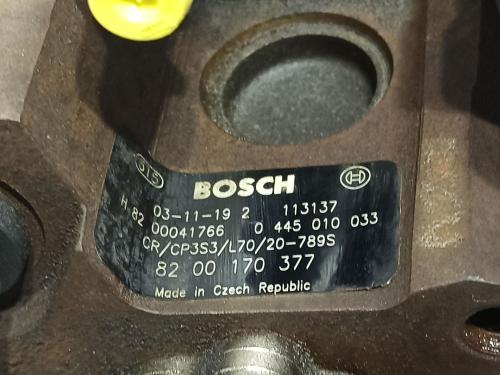 615
BOSCH
03-11-19 2 113137
H-82 00041766 0 445 010 033
CR/CP3S3/L70/20-789S
82 00 170 377
Made in Czech Republic